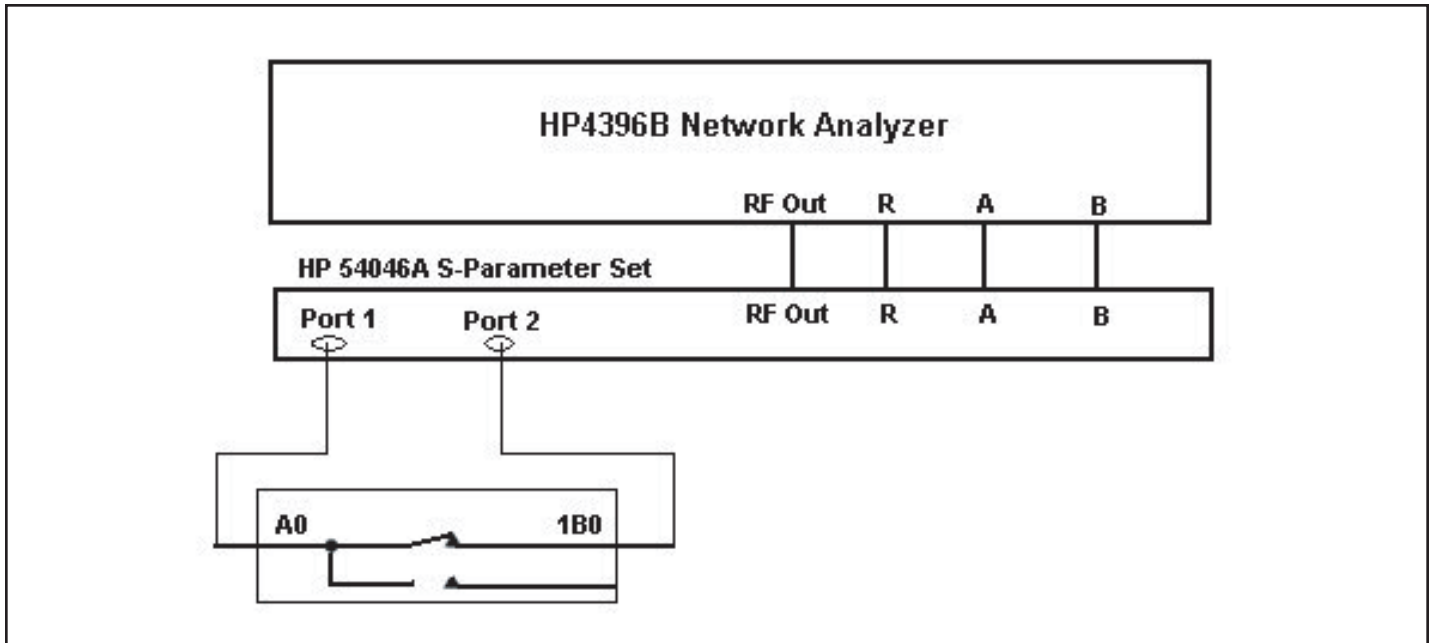 HP4396B Network Analyzer
RF Out R A B
HP 54046A S-Parameter Set
Port 1 Port 2 RF Out R A B
A0 1B0